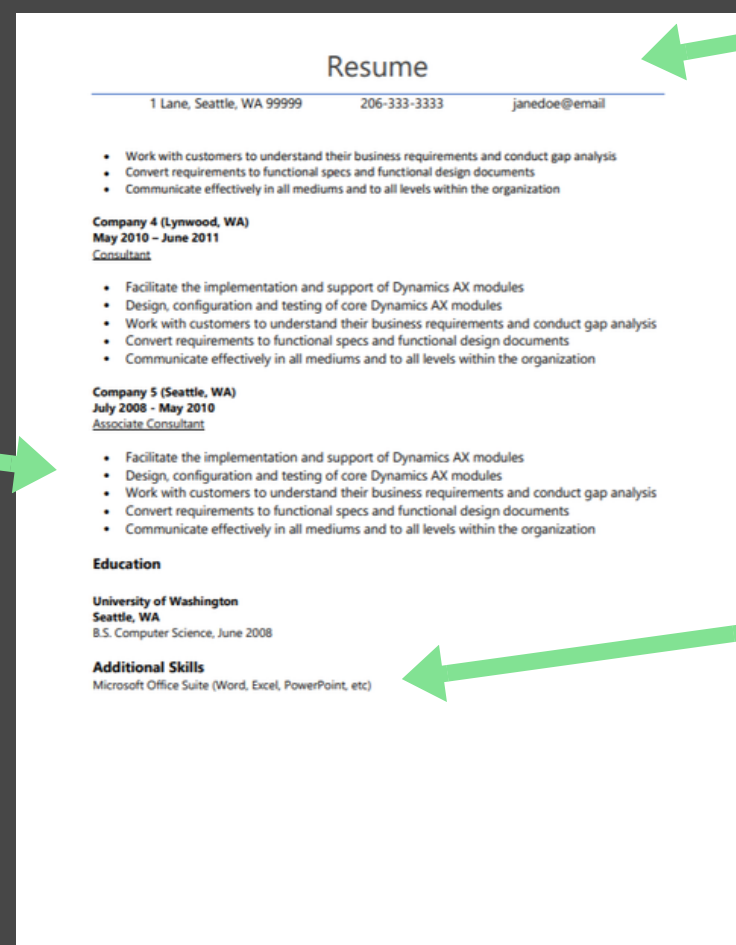 Resume
1 Lane, Seattle, WA 99999 206-333-3333 janedoe@email
• Work with customers to understand their business requirements and conduct gap analysis
• Convert requirements to functional specs and functional design documents
• Communicate effectively in all mediums and to all levels within the organization
Company 4 (Lynwood, WA)
May 2010 – June 2011
Consultant
• Facilitate the implementation and support of Dynamics AX modules
• Design, configuration and testing of core Dynamics AX modules
• Work with customers to understand their business requirements and conduct gap analysis
• Convert requirements to functional specs and functional design documents
• Communicate effectively in all mediums and to all levels within the organization
Company 5 (Seattle, WA)
July 2008 - May 2010
Associate Consultant
• Facilitate the implementation and support of Dynamics AX modules
• Design, configuration and testing of core Dynamics AX modules
• Work with customers to understand their business requirements and conduct gap analysis
• Convert requirements to functional specs and functional design documents
• Communicate effectively in all mediums and to all levels within the organization
Education
University of Washington
Seattle, WA
B.S. Computer Science, June 2008
Additional Skills
Microsoft Office Suite (Word, Excel, PowerPoint, etc)